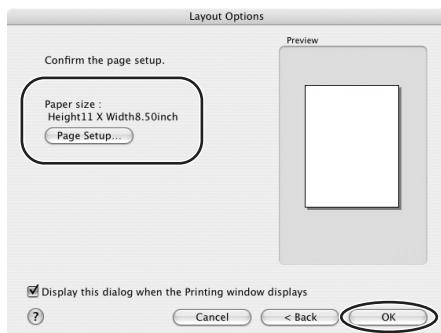 Layout Options
Preview
Confirm the page setup.
Paper size :
Height11 X Width8.50inch
Page Setup...
Display this dialog when the Printing window displays
?
Cancel
< Back
OK